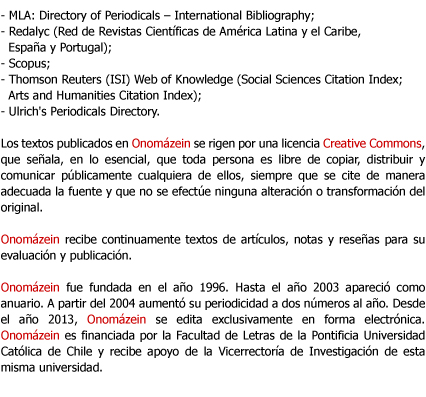 - MLA: Directory of Periodicals – International Bibliography;
- Redalyc (Red de Revistas Científicas de América Latina y el Caribe,
España y Portugal);
- Scopus;
- Thomson Reuters (ISI) Web of Knowledge (Social Sciences Citation Index;
Arts and Humanities Citation Index);
- Ulrich's Periodicals Directory.
Los textos publicados en Onomázein se rigen por una licencia Creative Commons,
que señala, en lo esencial, que toda persona es libre de copiar, distribuir y
comunicar públicamente cualquiera de ellos, siempre que se cite de manera
adecuada la fuente y que no se efectúe ninguna alteración o transformación del
original.
Onomázein recibe continuamente textos de artículos, notas y reseñas para su
evaluación y publicación.
Onomázein fue fundada en el año 1996. Hasta el año 2003 apareció como
anuario. A partir del 2004 aumentó su periodicidad a dos números al año. Desde
el año 2013, Onomázein se edita exclusivamente en forma electrónica.
Onomázein es financiada por la Facultad de Letras de la Pontificia Universidad
Católica de Chile y recibe apoyo de la Vicerrectoría de Investigación de esta
misma universidad.